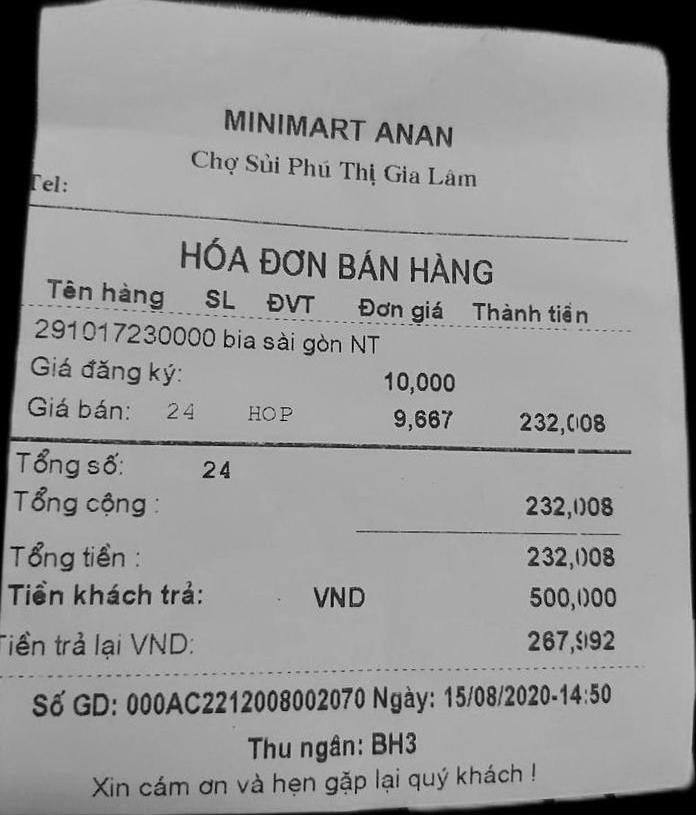 MINIMART ANAN
Chợ Sủi Phú Thị Gia Lâm
Tel:
HÓA ĐƠN BÁN HÀNG
Tên hàng SL ĐVT Đơn giá Thành tiền
291017230000 bia sài gòn NT
Giá đăng ký: 10,000
Giá bán: 24 HOP 9,667 232,008
Tổng số: 24
Tổng cộng : 232,008
Tổng tiền : 232,008
Tiền khách trả: VND 500,000
Tiền trả lại VND: 267,992
Số GD: 000AC2212008002070 Ngày: 15/08/2020-14:50
Thu ngân: BH3
Xin cám ơn và hẹn gặp lại quý khách !